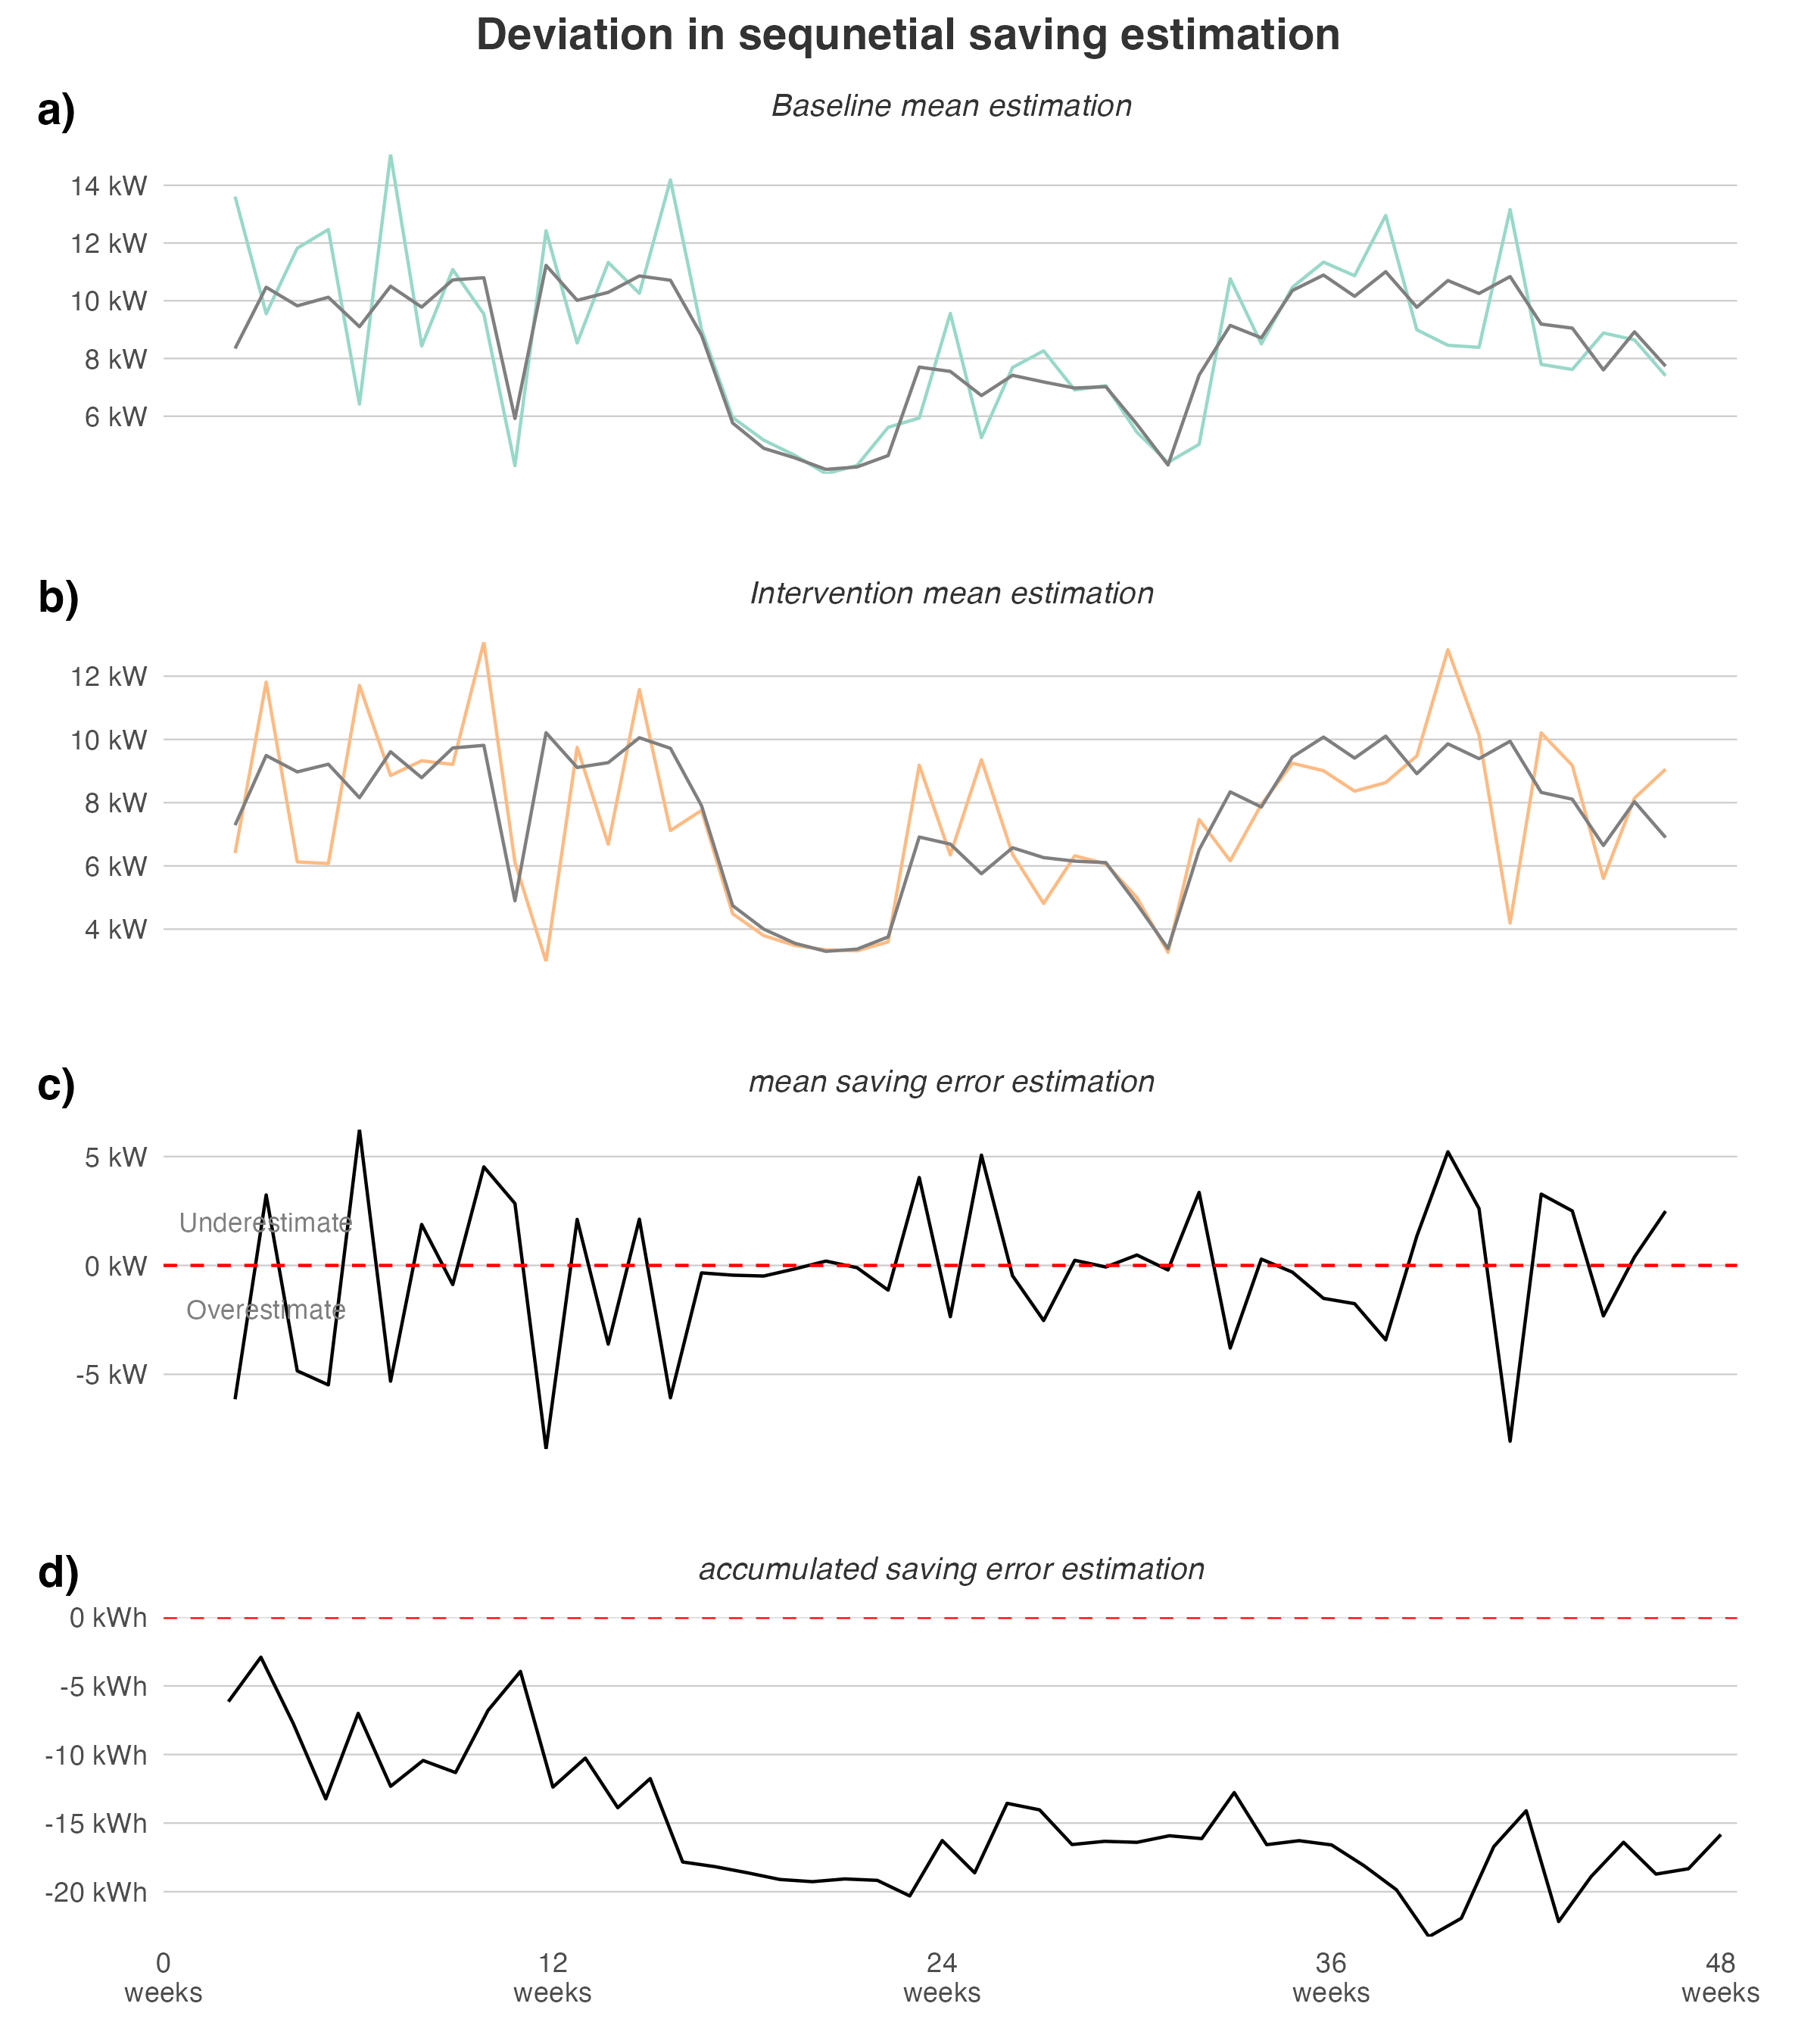 Deviation in sequnetial saving estimation
a)
Baseline mean estimation
14 kW
12 kW
10 kW
8 kW
6 kW
b)
Intervention mean estimation
12 kW
10 kW
8 kW
6 kW
4 kW
c)
mean saving error estimation
5 kW
Underestimate
0 kW
Overestimate
-5 kW
d)
accumulated saving error estimation
0 kWh
-5 kWh
-10 kWh
-15 kWh
-20 kWh
0 12 24 36 48
weeks weeks weeks weeks weeks